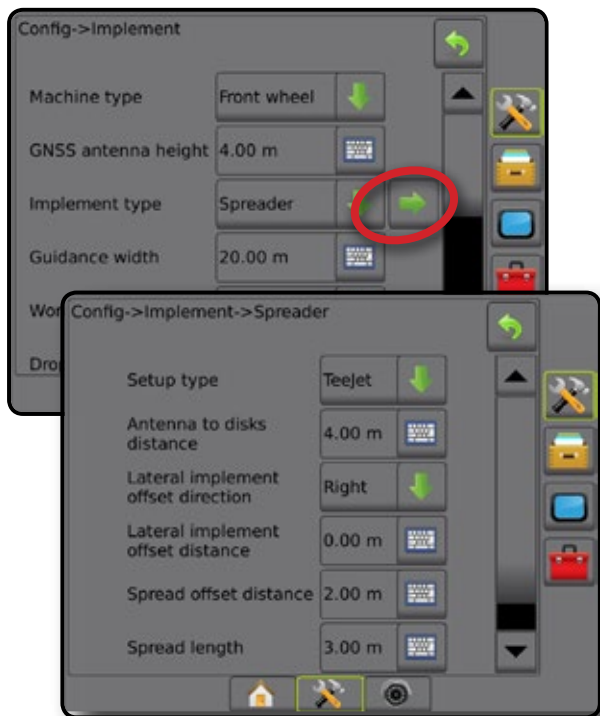 Config->Implement
Machine type Front wheel
GNSS antenna height 4.00 m
Implement type Spreader
Guidance width 20.00 m
Wor
Dro
Config->Implement->Spreader
Setup type TeeJet
Antenna to disks
distance 4.00 m
Lateral implement
offset direction Right
Lateral implement
offset distance 0.00 m
Spread offset distance 2.00 m
Spread length 3.00 m